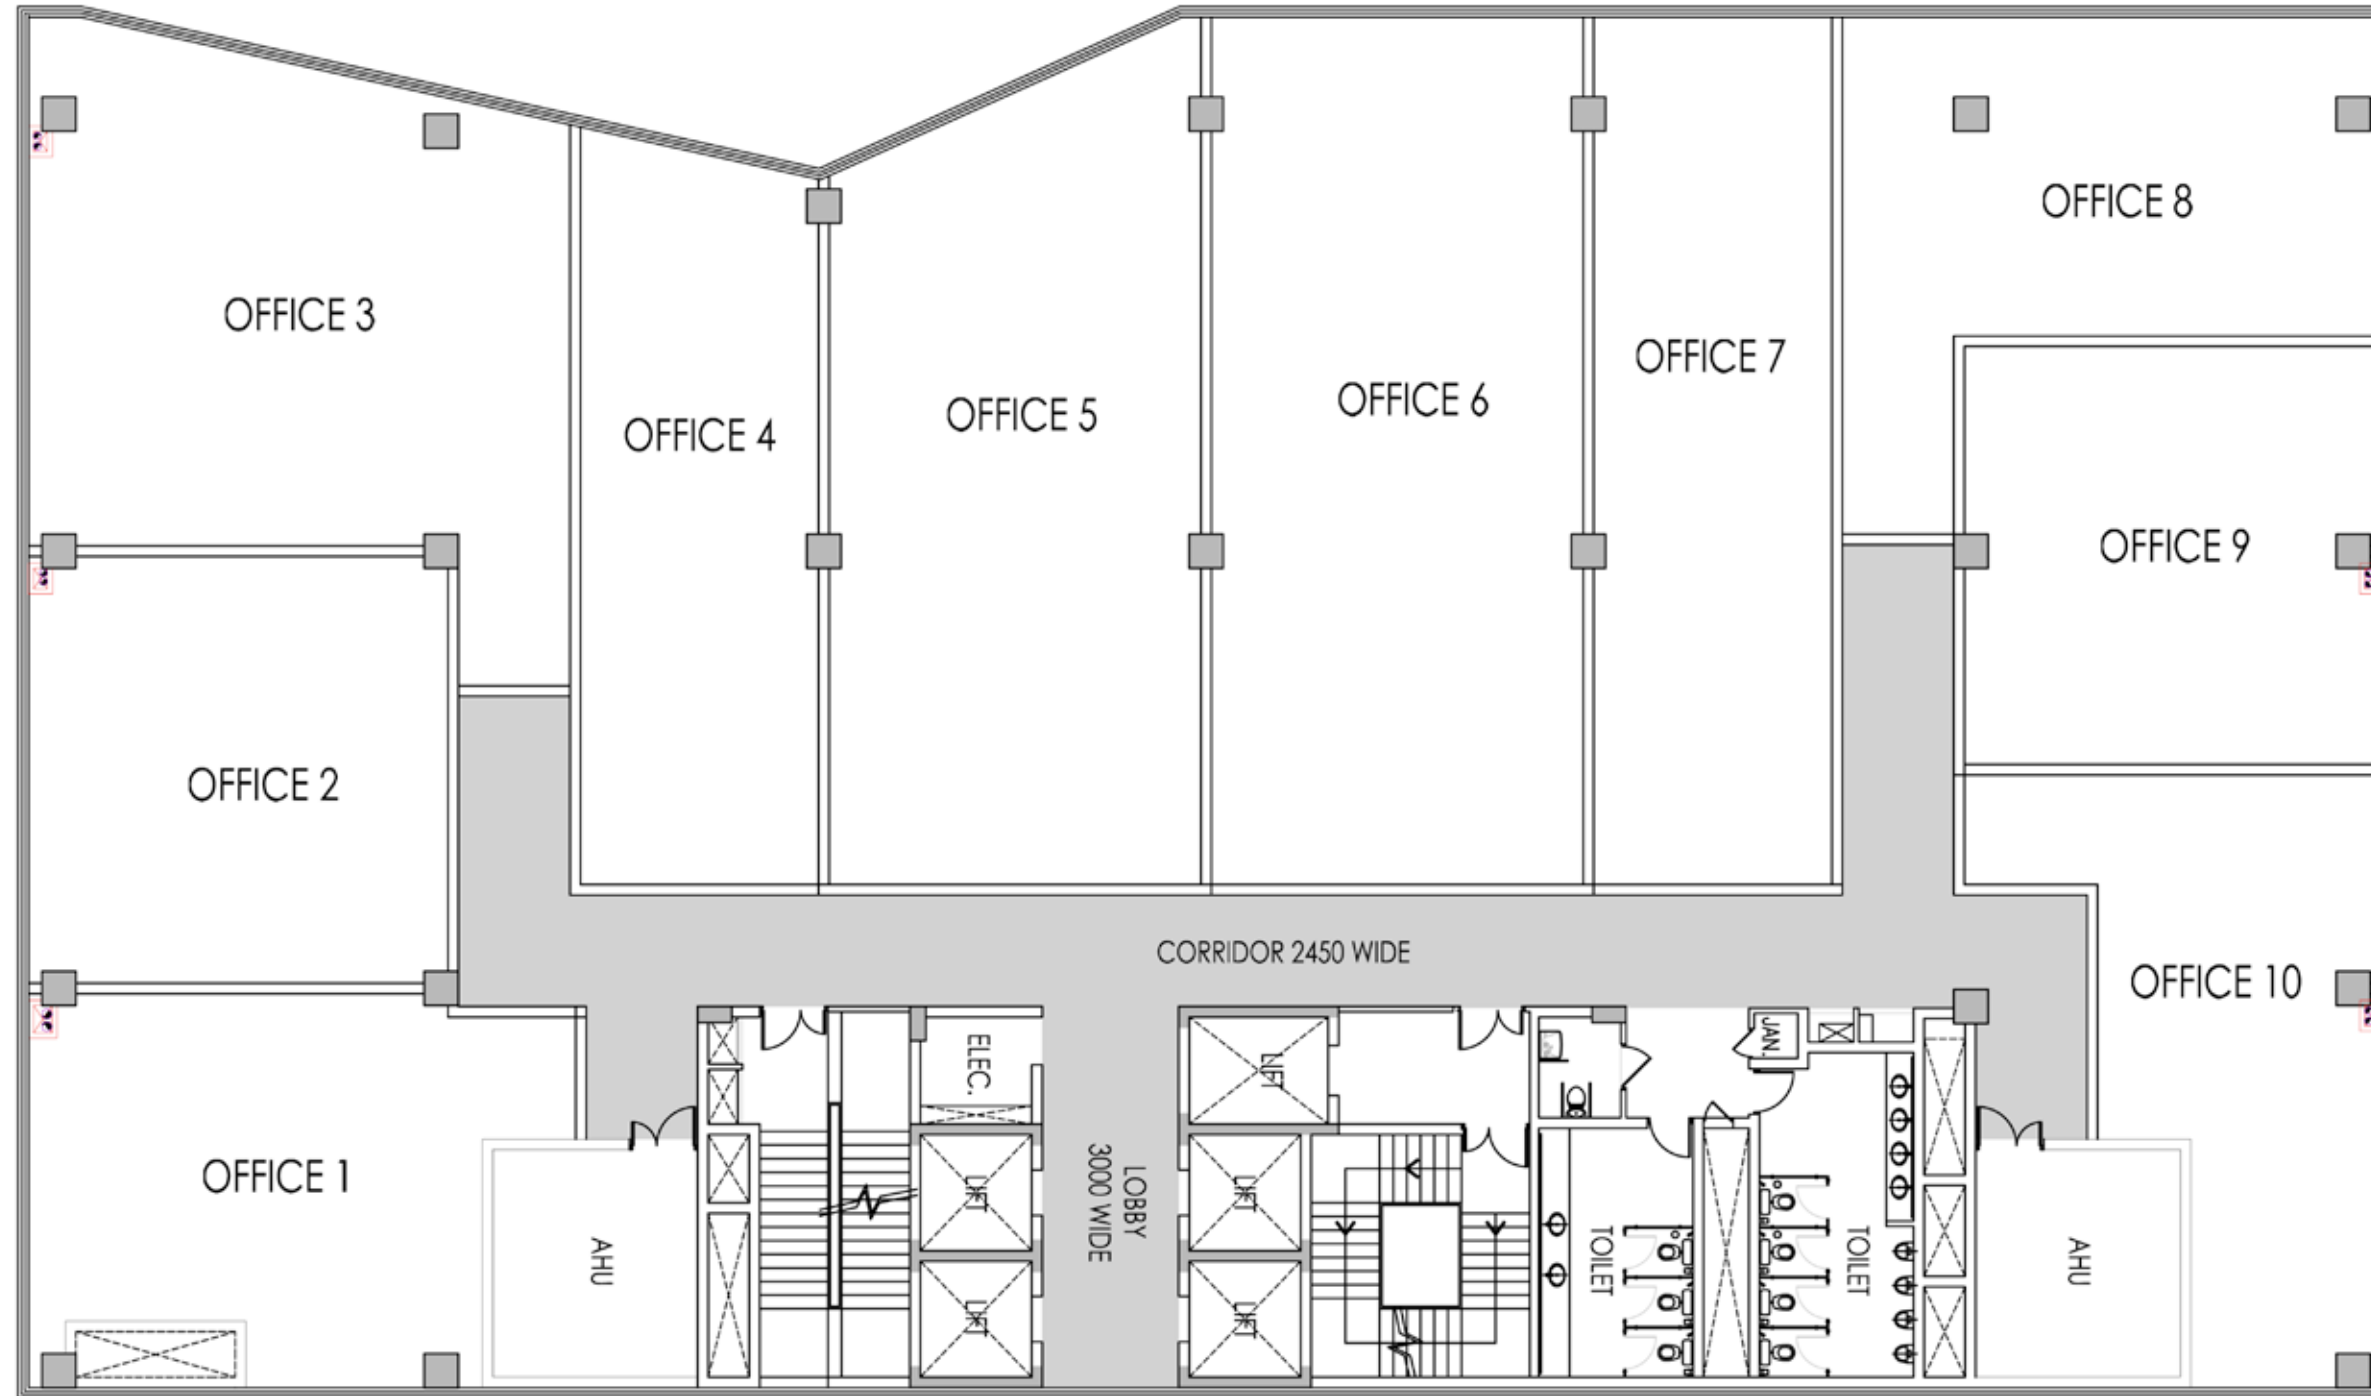 OFFICE 8
OFFICE 3
OFFICE 7
OFFICE 6
OFFICE 5
OFFICE 4
OFFICE 9
OFFICE 2
CORRIDOR 2450 WIDE
OFFICE 10
JAN.
ELEC.
LIFT
OFFICE 1
LOBBY
3000 WIDE
LIFT
LIFT
AHU
TOILET
TOILET
AHU
LIFT
LIFT